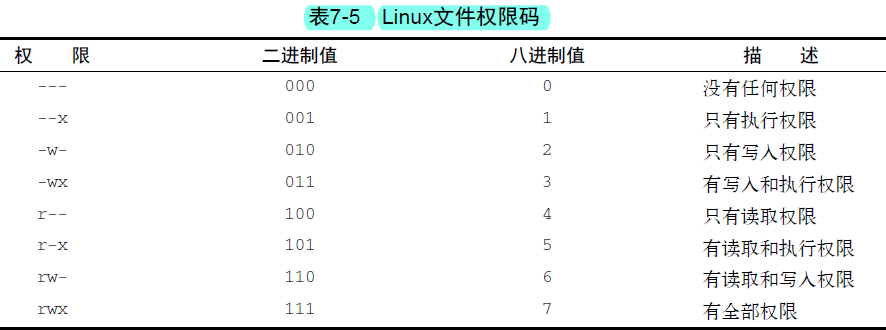 表7-5 Linux文件权限码
权 限 二进制值 八进制值 描 述
--- 000 0 没有任何权限
--x 001 1 只有执行权限
-w- 010 2 只有写入权限
-wx 011 3 有写入和执行权限
r-- 100 4 只有读取权限
r-x 101 5 有读取和执行权限
rw- 110 6 有读取和写入权限
rwx 111 7 有全部权限